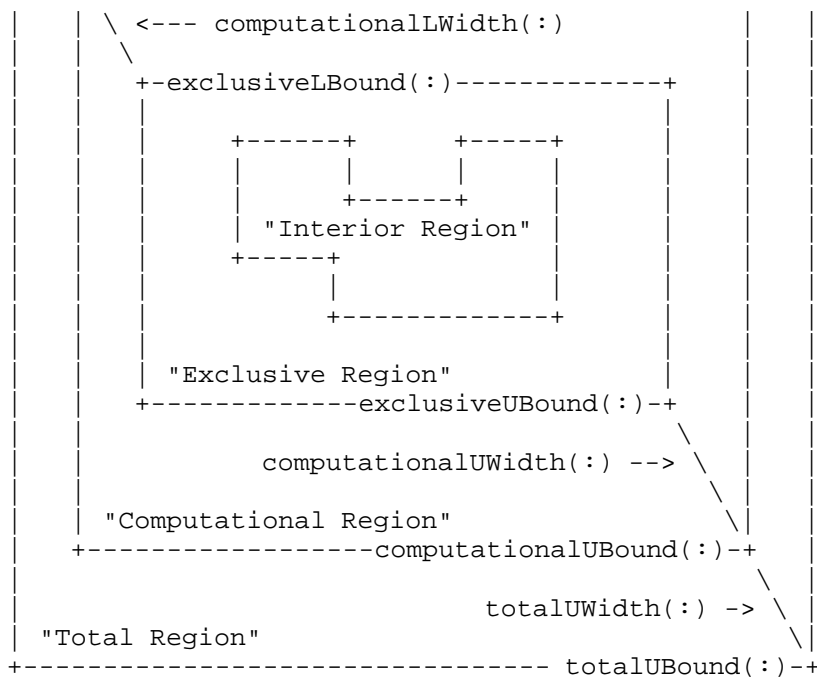 <--- computationalLWidth(:)
exclusiveLBound(:)
"Interior Region"
"Exclusive Region"
exclusiveUBound(:)
computationalUWidth(:) -->
"Computational Region"
computationalUBound(:)
totalUWidth(:) ->
"Total Region"
totalUBound(:)